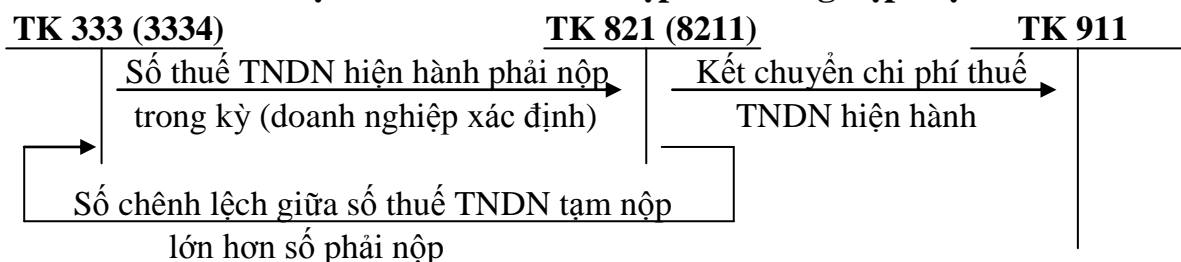 TK 333 (3334) TK 821 (8211) TK 911
Số thuế TNDN hiện hành phải nộp Kết chuyển chi phí thuế
trong kỳ (doanh nghiệp xác định) TNDN hiện hành
Số chênh lệch giữa số thuế TNDN tạm nộp
lớn hơn số phải nộp